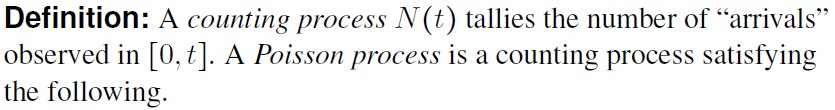 Definition: A counting process N(t) tallies the number of “arrivals”
observed in [0, t]. A Poisson process is a counting process satisfying
the following.